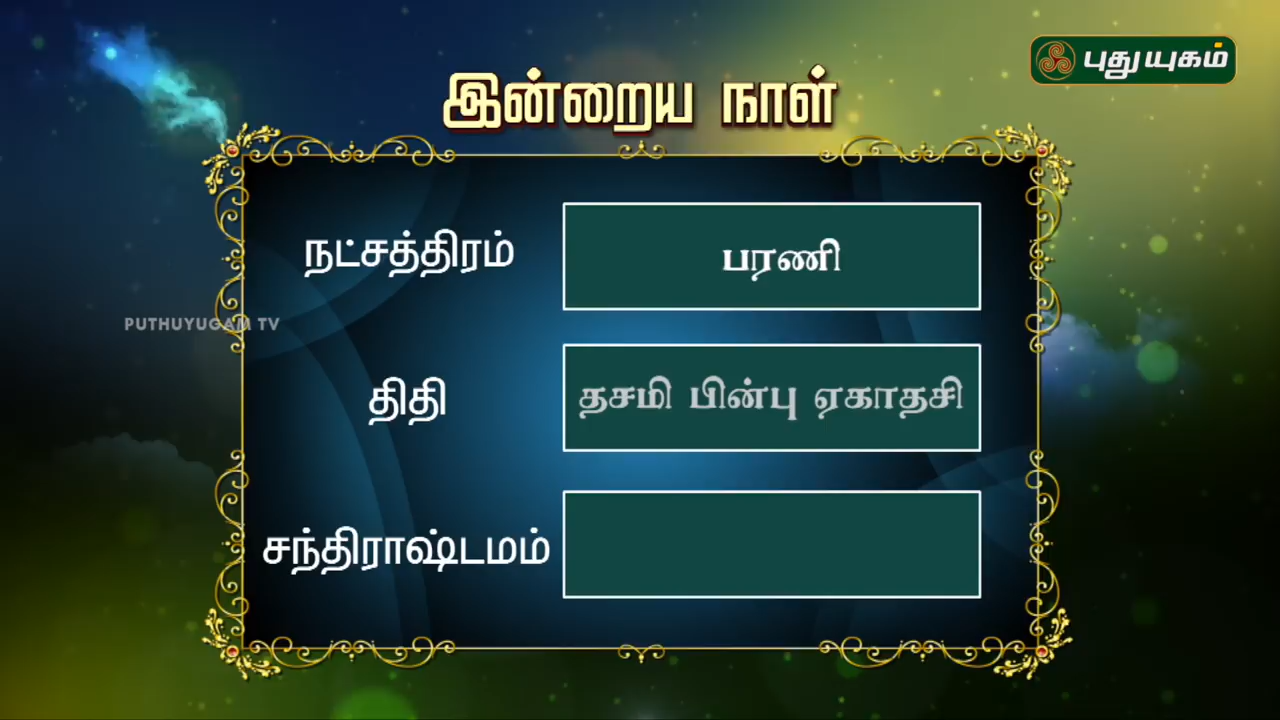 புதுயுகம்
இன்றைய நாள்
நட்சத்திரம் பரணி
PUTHUYUGAM TV
திதி தசமி பின்பு ஏகாதசி
சந்திராஷ்டமம்